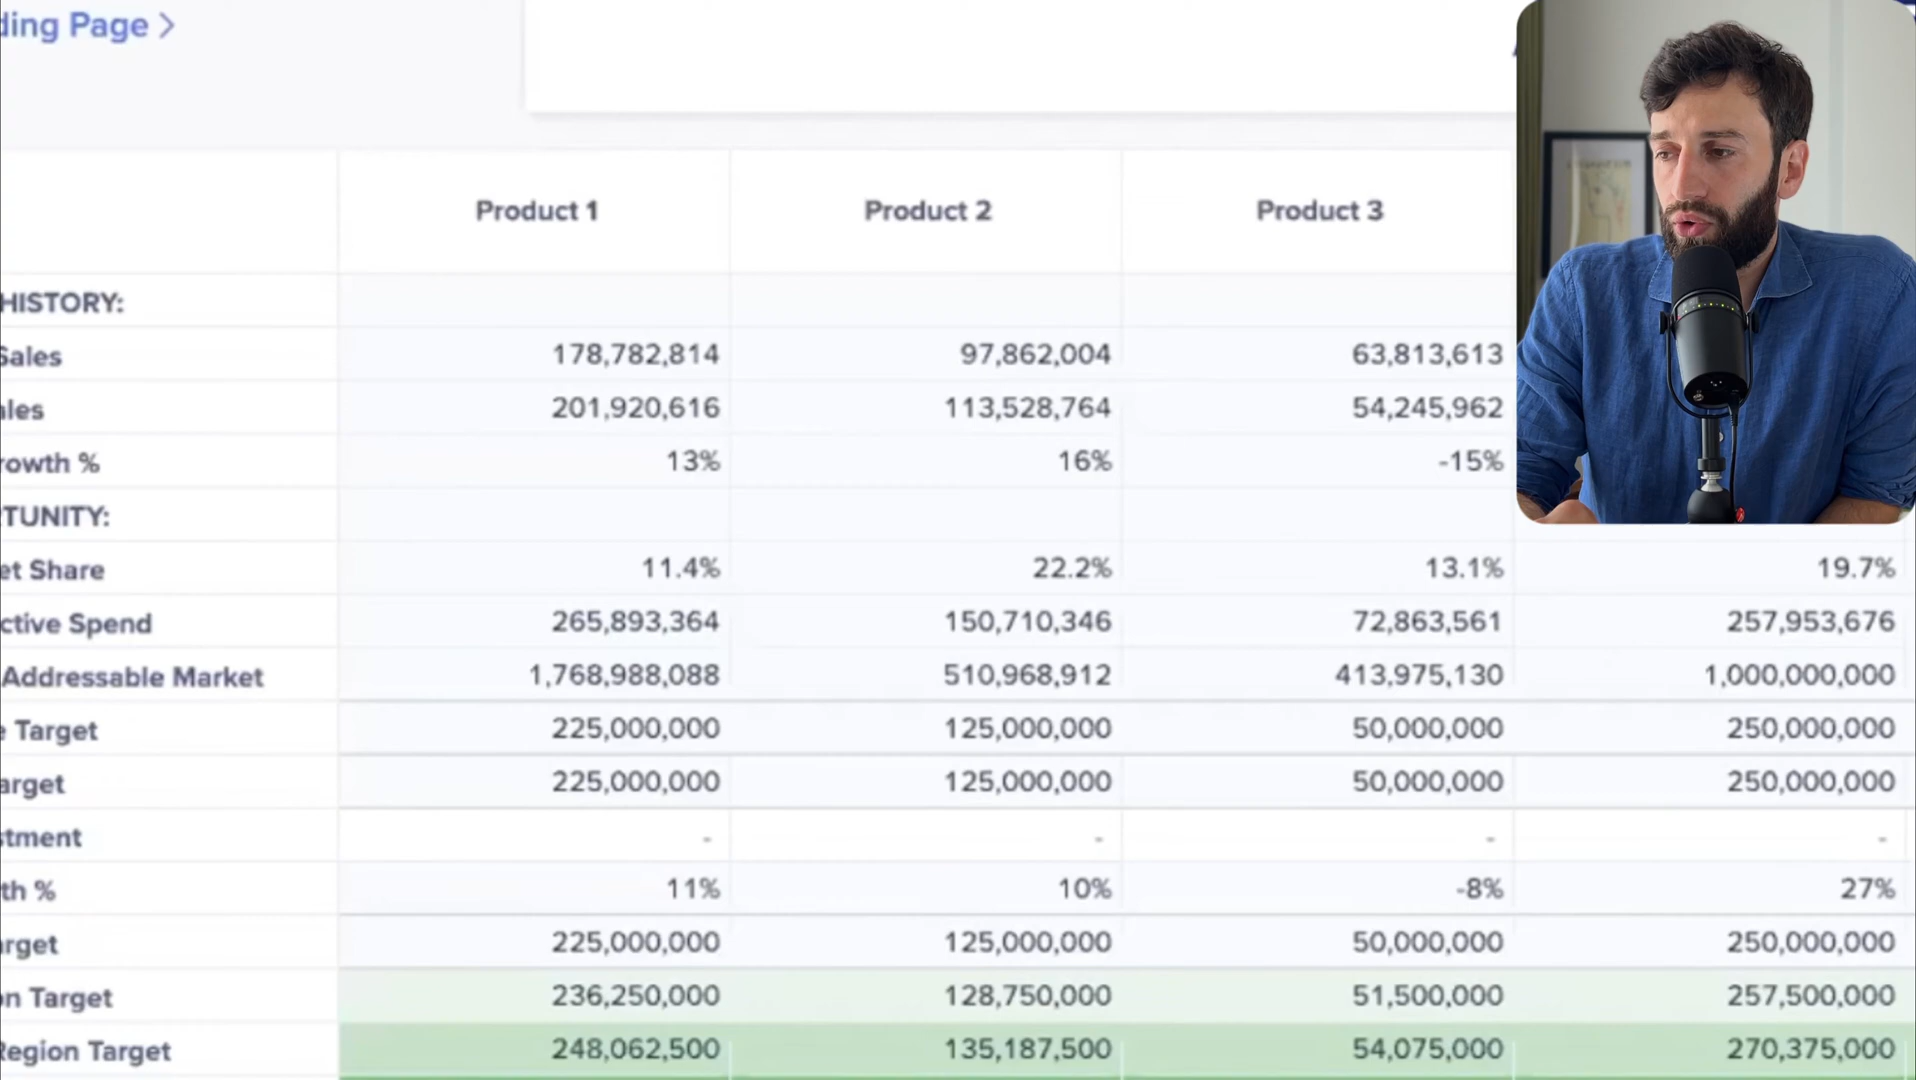 ding Page >
Product 1 Product 2 Product 3
HISTORY:
Sales 178,782,814 97,862,004 63,813,613
ales 201,920,616 113,528,764 54,245,962
rowth % 13% 16% -15%
TUNITY:
et Share 11.4% 22.2% 13.1% 19.7%
ctive Spend 265,893,364 150,710,346 72,863,561 257,953,676
Addressable Market 1,768,988,088 510,968,912 413,975,130 1,000,000,000
e Target 225,000,000 125,000,000 50,000,000 250,000,000
arget 225,000,000 125,000,000 50,000,000 250,000,000
stment - - - -
th % 11% 10% -8% 27%
arget 225,000,000 125,000,000 50,000,000 250,000,000
on Target 236,250,000 128,750,000 51,500,000 257,500,000
Region Target 248,062,500 135,187,500 54,075,000 270,375,000